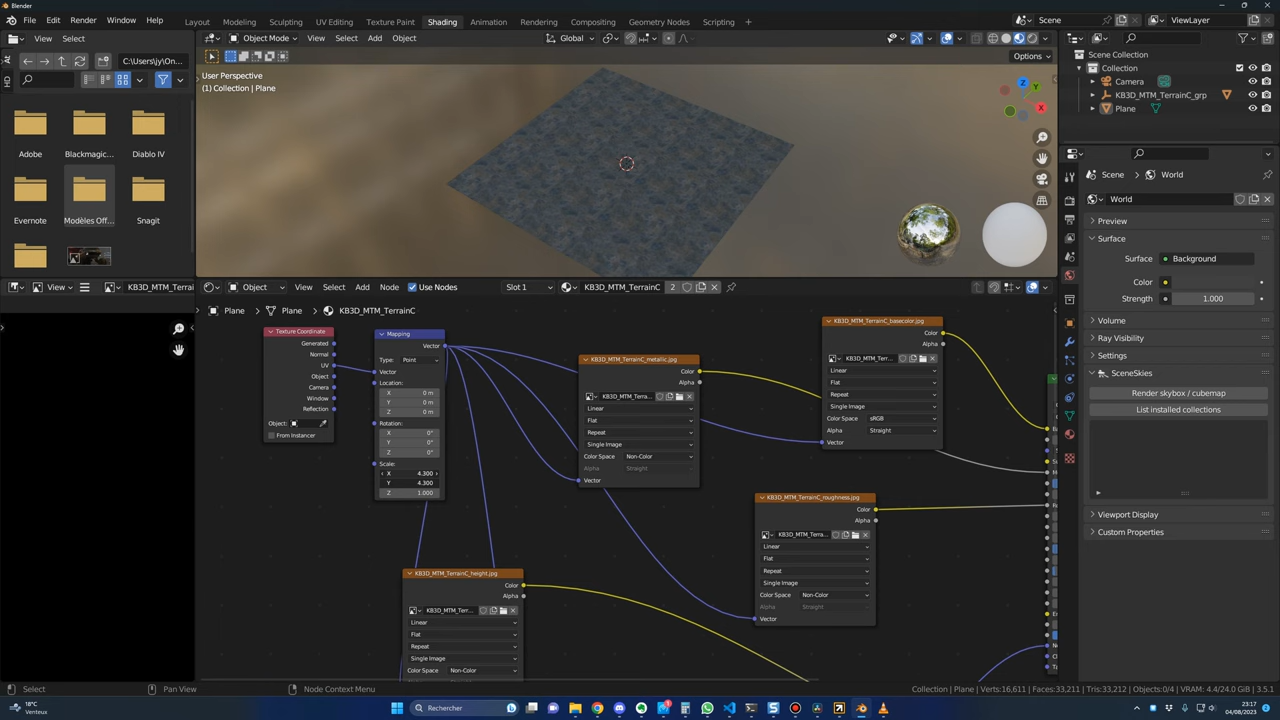 Blender
File Edit Render Window Help
Layout Modeling Sculpting UV Editing Texture Paint Shading Animation Rendering Compositing Geometry Nodes Scripting +
Scene
ViewLayer
View Select
Object Mode View Select Add Object
Global
Options
C:\Users\jy\On...
Adobe
Blackmagic...
Diablo IV
Evernote
Modèles Off...
Snagit
User Perspective
(1) Collection | Plane
Z
Y
X
Scene Collection
Collection
Camera
KB3D_MTM_TerrainC_grp
Plane
Scene
World
World
Preview
Surface
Surface
Background
Color
Strength
1.000
Volume
Ray Visibility
Settings
SceneSkies
Render skybox / cubemap
List installed collections
Viewport Display
Custom Properties
View
KB3D_MTM_Terrain
Object View Select Add Node Use Nodes
Slot 1
KB3D_MTM_TerrainC
2
Plane
Plane
KB3D_MTM_TerrainC
Texture Coordinate
Generated
Normal
UV
Object
Camera
Window
Reflection
Object:
From Instancer
Mapping
Vector
Type: Point
Vector
Location:
X 0 m
Y 0 m
Z 0 m
Rotation:
X 0°
Y 0°
Z 0°
Scale:
X 4.300
Y 4.300
Z 1.000
KB3D_MTM_TerrainC_metallic.jpg
Color
Alpha
KB3D_MTM_Terra...
Linear
Flat
Repeat
Single Image
Color Space Non-Color
Alpha Straight
Vector
KB3D_MTM_TerrainC_basecolor.jpg
Color
Alpha
KB3D_MTM_Terr...
Linear
Flat
Repeat
Single Image
Color Space sRGB
Alpha Straight
Vector
KB3D_MTM_TerrainC_roughness.jpg
Color
Alpha
KB3D_MTM_Terra...
Linear
Flat
Repeat
Single Image
Color Space Non-Color
Alpha Straight
Vector
KB3D_MTM_TerrainC_height.jpg
Color
Alpha
KB3D_MTM_Terr...
Linear
Flat
Repeat
Single Image
Color Space Non-Color
Select
Pan View
Node Context Menu
Collection | Plane | Verts:16,611 | Faces:33,211 | Tris:33,212 | Objects:0/4 | VRAM: 4.4/24.0 GiB | 3.5.1
18°C
Venteux
Rechercher
23:17
04/08/2023